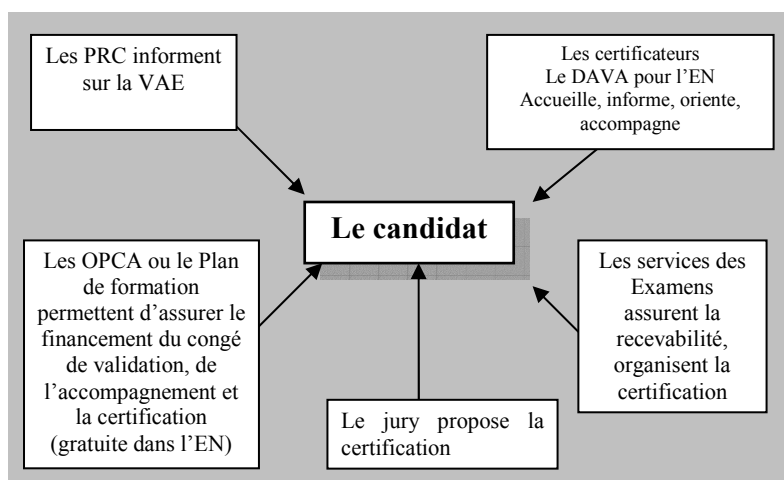 Les PRC informent
sur la VAE
Les certificateurs
Le DAVA pour l’EN
Accueille, informe, oriente,
accompagne
Le candidat
Les OPCA ou le Plan
de formation
permettent d’assurer le
financement du congé
de validation, de
l’accompagnement et
la certification
(gratuite dans l’EN)
Le jury propose la
certification
Les services des
Examens
assurent la
recevabilité,
organisent la
certification